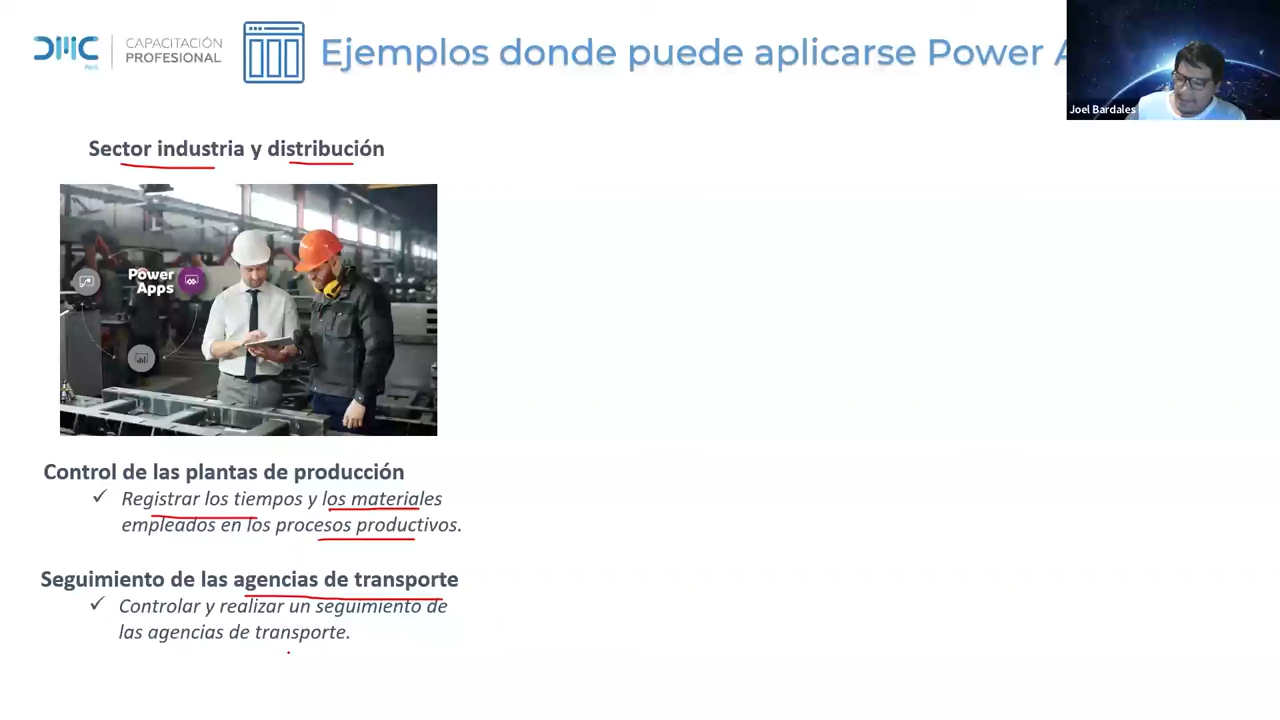 DMC
Perú
CAPACITACIÓN
PROFESIONAL
Ejemplos donde puede aplicarse Power
Joel Bardales
Sector industria y distribución
Power
Apps
Control de las plantas de producción
✓ Registrar los tiempos y los materiales
empleados en los procesos productivos.
Seguimiento de las agencias de transporte
✓ Controlar y realizar un seguimiento de
las agencias de transporte.